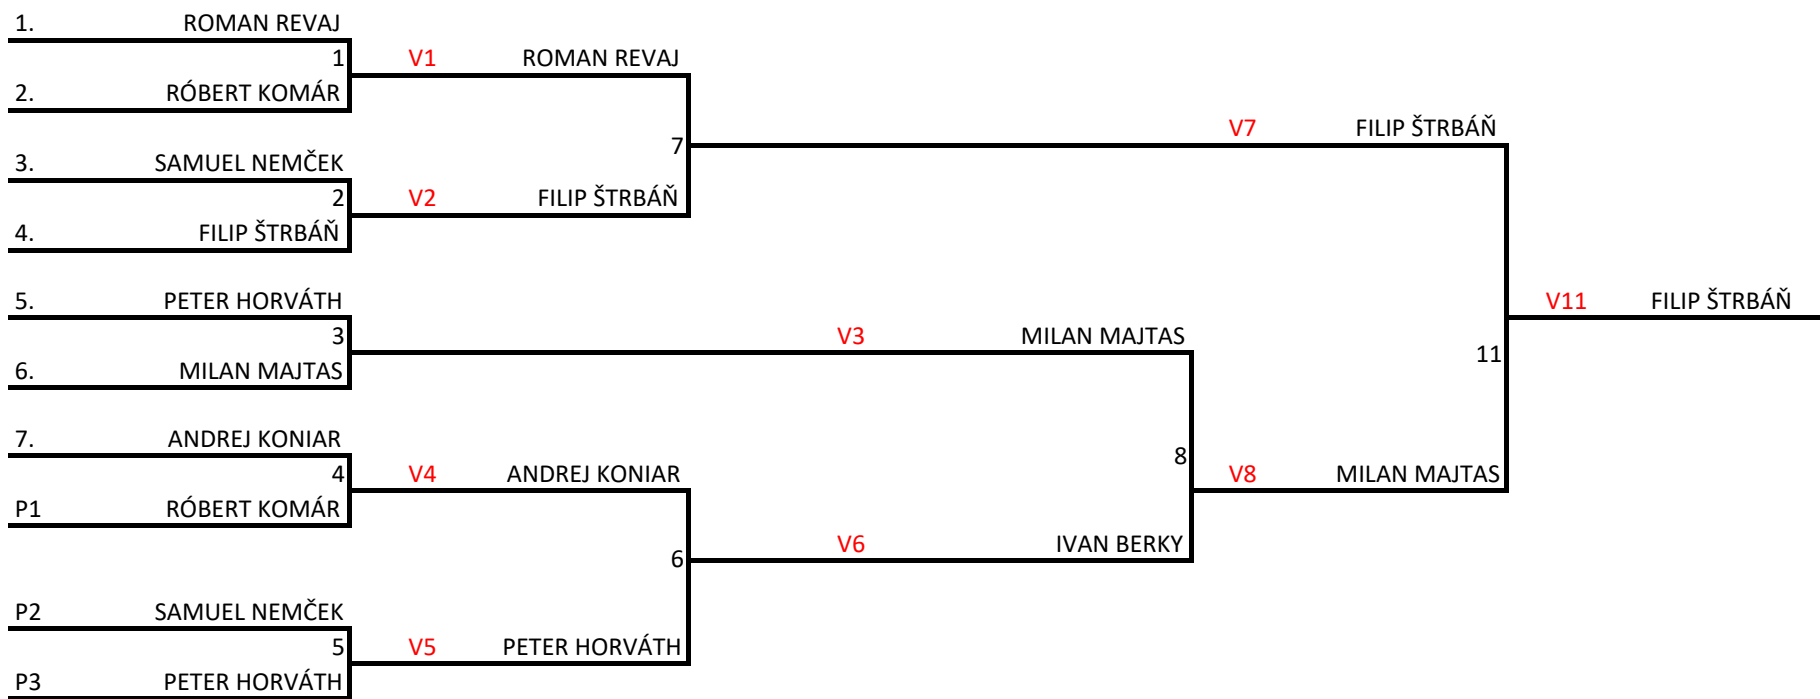 1. ROMAN REVAJ
1 V1 ROMAN REVAJ
2. RÓBERT KOMÁR
V7 FILIP ŠTRBÁŇ
7
3. SAMUEL NEMČEK
2 V2 FILIP ŠTRBÁŇ
4. FILIP ŠTRBÁŇ
5. PETER HORVÁTH V11 FILIP ŠTRBÁŇ
3 V3 MILAN MAJTAS
11
6. MILAN MAJTAS
7. ANDREJ KONIAR
8
4 V4 ANDREJ KONIAR V8 MILAN MAJTAS
P1 RÓBERT KOMÁR
V6 IVAN BERKY
6
P2 SAMUEL NEMČEK
5 V5 PETER HORVÁTH
P3 PETER HORVÁTH